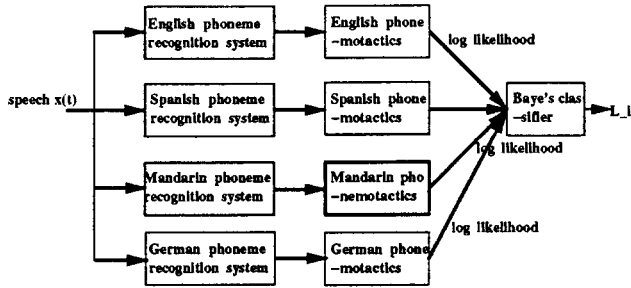 English phoneme
recognition system
English phone
-motactics
log likelihood
speech x(t)
Spanish phoneme
recognition system
Spanish phone
-motactics
Baye's clas
-sifier
L_i
log likelihood
Mandarin phoneme
recognition system
Mandarin pho
-nemotactics
log likelihood
German phoneme
recognition system
German phone
-motactics